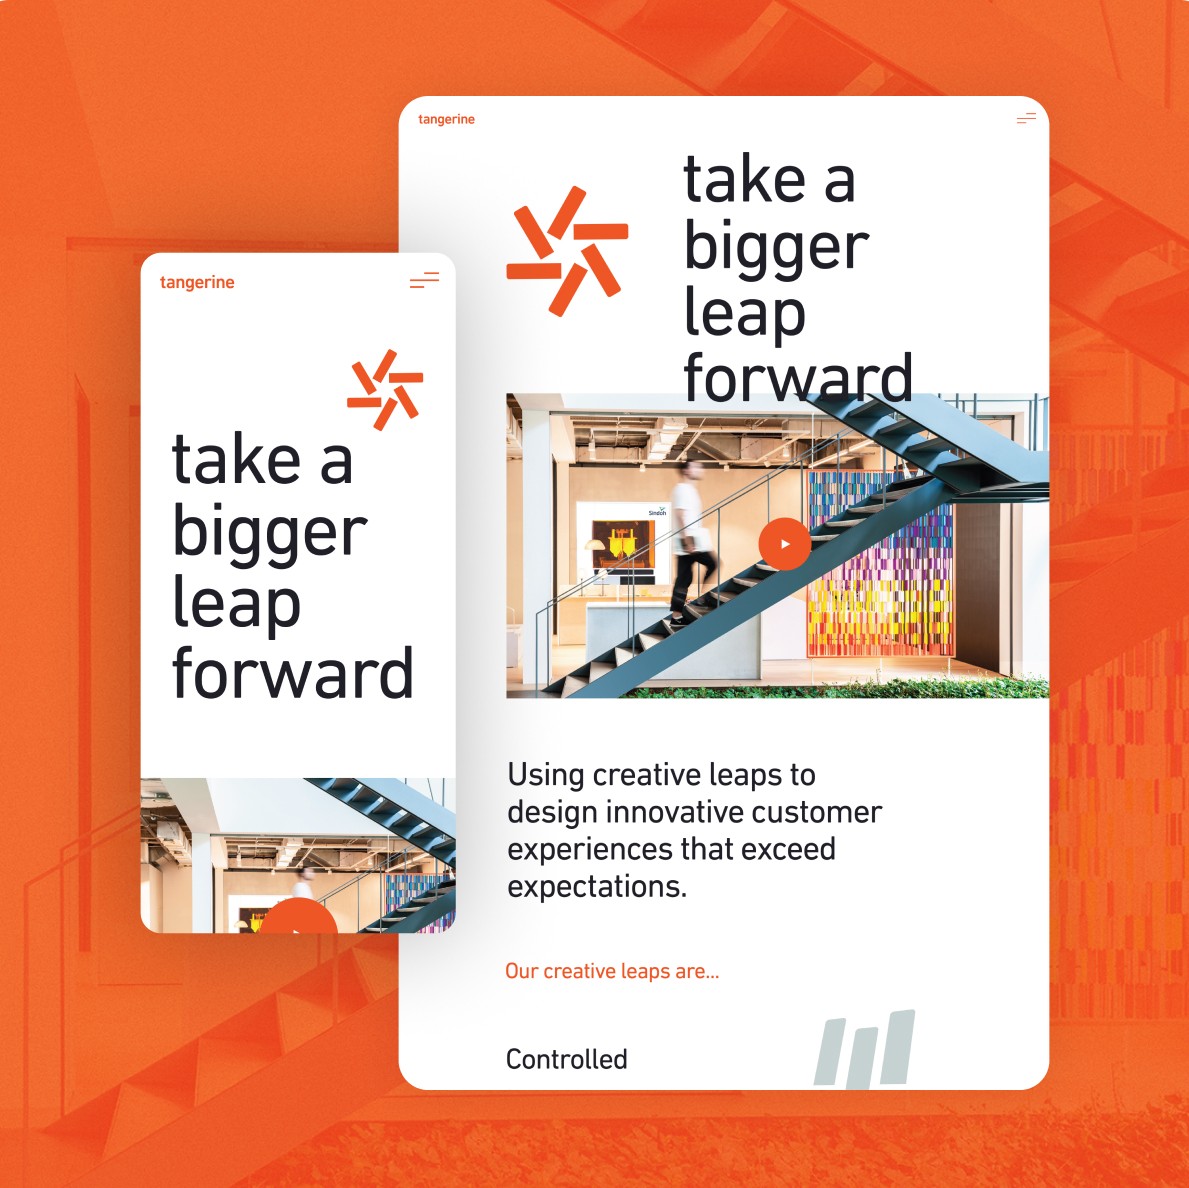 tangerine
take a
bigger
leap
forward
tangerine
take a
bigger
leap
forward
Sindoh
Using creative leaps to
design innovative customer
experiences that exceed
expectations.
Our creative leaps are...
Controlled